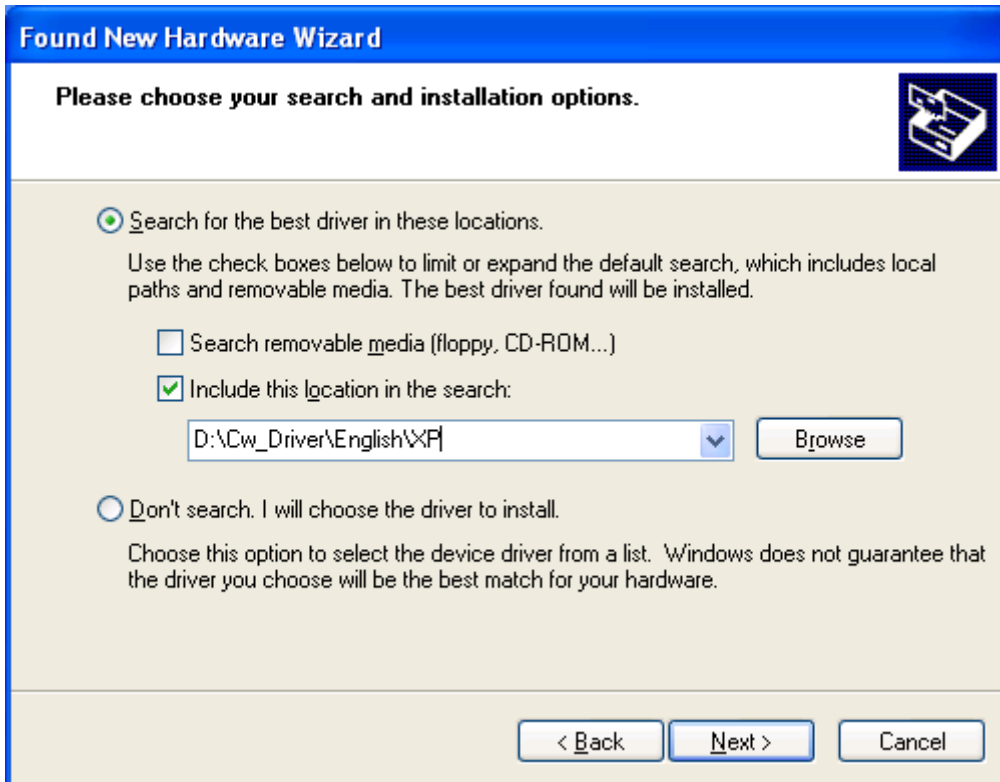 Found New Hardware Wizard
Please choose your search and installation options.
Search for the best driver in these locations.
Use the check boxes below to limit or expand the default search, which includes local
paths and removable media. The best driver found will be installed.
Search removable media (floppy, CD-ROM...)
Include this location in the search:
D:\Cw_Driver\English\XP
Browse
Don't search. I will choose the driver to install.
Choose this option to select the device driver from a list.  Windows does not guarantee that
the driver you choose will be the best match for your hardware.
< Back Next > Cancel